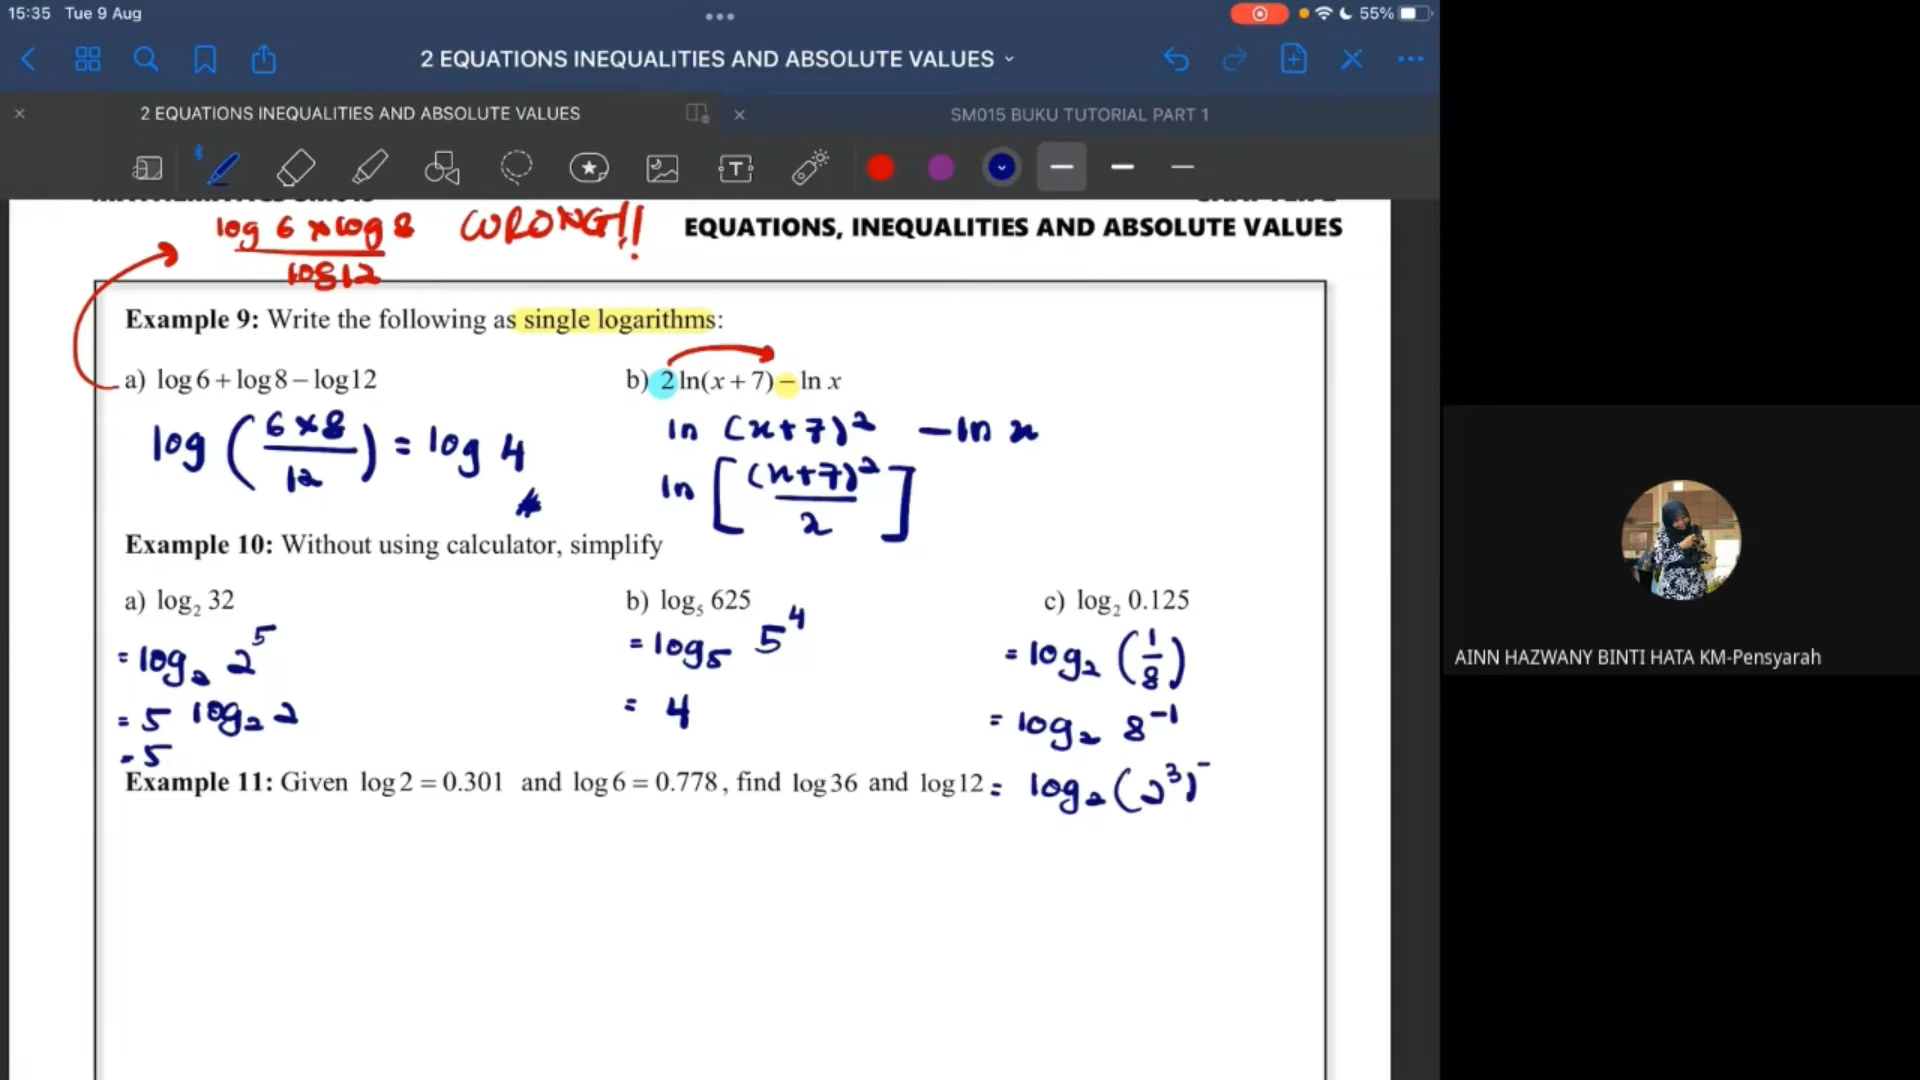 15:35 Tue 9 Aug
55%
2 EQUATIONS INEQUALITIES AND ABSOLUTE VALUES
2 EQUATIONS INEQUALITIES AND ABSOLUTE VALUES
SM015 BUKU TUTORIAL PART 1
log 6 x log 8 / log 12 WRONG!!
EQUATIONS, INEQUALITIES AND ABSOLUTE VALUES
Example 9: Write the following as single logarithms:
a) log 6 + log 8 − log 12
b) 2 ln(x + 7) − ln x
log ( 6 x 8 / 12 ) = log 4
ln (x+7)² − ln x
ln [ (x+7)² / x ]
Example 10: Without using calculator, simplify
a) log₂ 32
b) log₅ 625
c) log₂ 0.125
= log₂ 2⁵
= log₅ 5⁴
= log₂ (1/8)
= 5 log₂ 2
= 4
= log₂ 8⁻¹
= 5
Example 11: Given log 2 = 0.301 and log 6 = 0.778, find log 36 and log 12
= log₂ (2³)⁻
AINN HAZWANY BINTI HATA KM-Pensyarah